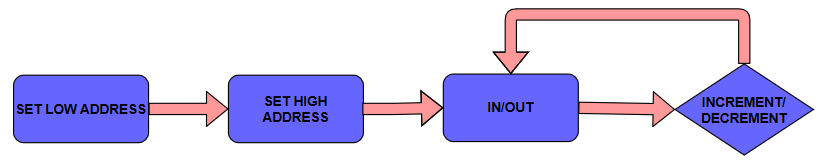 SET LOW ADDRESS
SET HIGH
ADDRESS
IN/OUT
INCREMENT/
DECREMENT